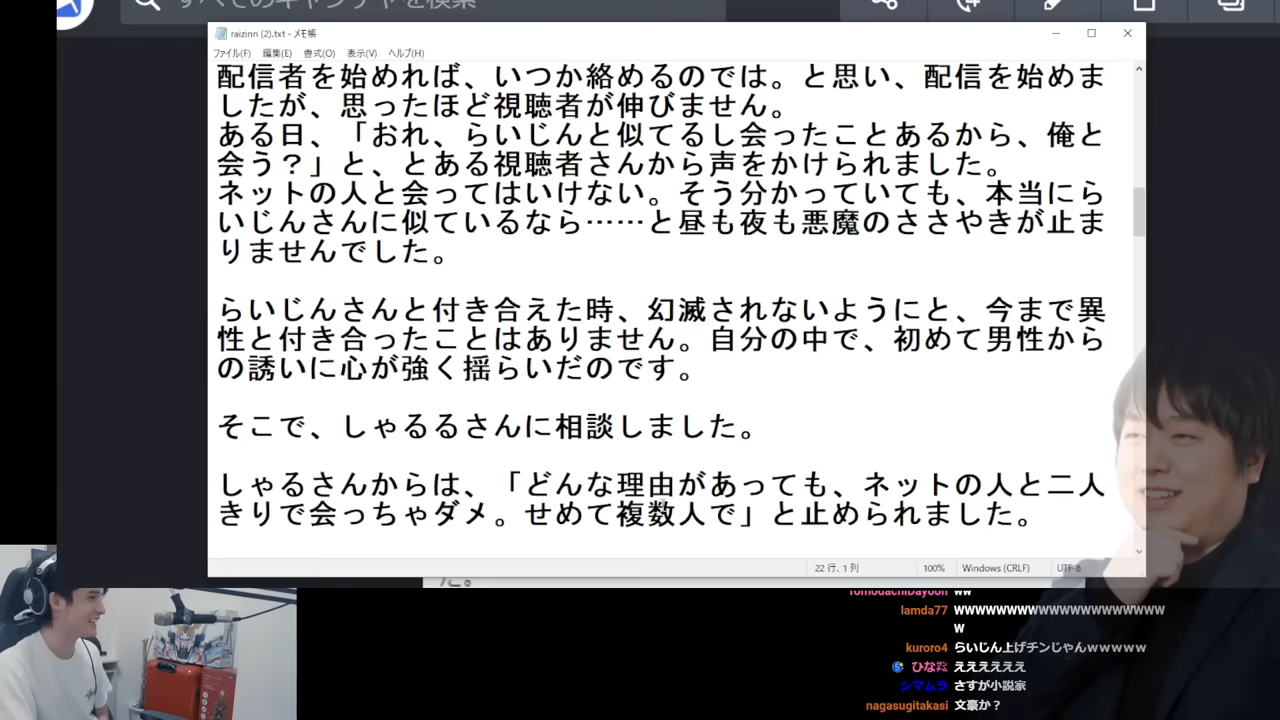 すべてのキャプチャを検索
raizinn (2).txt - メモ帳
ファイル(F) 編集(E) 書式(O) 表示(V) ヘルプ(H)
配信者を始めれば、いつか絡めるのでは。と思い、配信を始めま
したが、思ったほど視聴者が伸びません。
ある日、「おれ、らいじんと似てるし会ったことあるから、俺と
会う？」と、とある視聴者さんから声をかけられました。
ネットの人と会ってはいけない。そう分かっていても、本当にら
いじんさんに似ているなら……と昼も夜も悪魔のささやきが止ま
りませんでした。
らいじんさんと付き合えた時、幻滅されないようにと、今まで異
性と付き合ったことはありません。自分の中で、初めて男性から
の誘いに心が強く揺らいだのです。
そこで、しゃるるさんに相談しました。
しゃるさんからは、「どんな理由があっても、ネットの人と二人
きりで会っちゃダメ。せめて複数人で」と止められました。
22 行、1 列 100% Windows (CRLF) UTF-8
た。
TomodachiDayoon ww
lamda77 WWWWWWWWWWWWWWWWWWWWW
W
kuroro4 らいじん上げチンじゃんwwwww
ひな えええええええ
シマムラ さすが小説家
nagasugitakasi 文豪か？